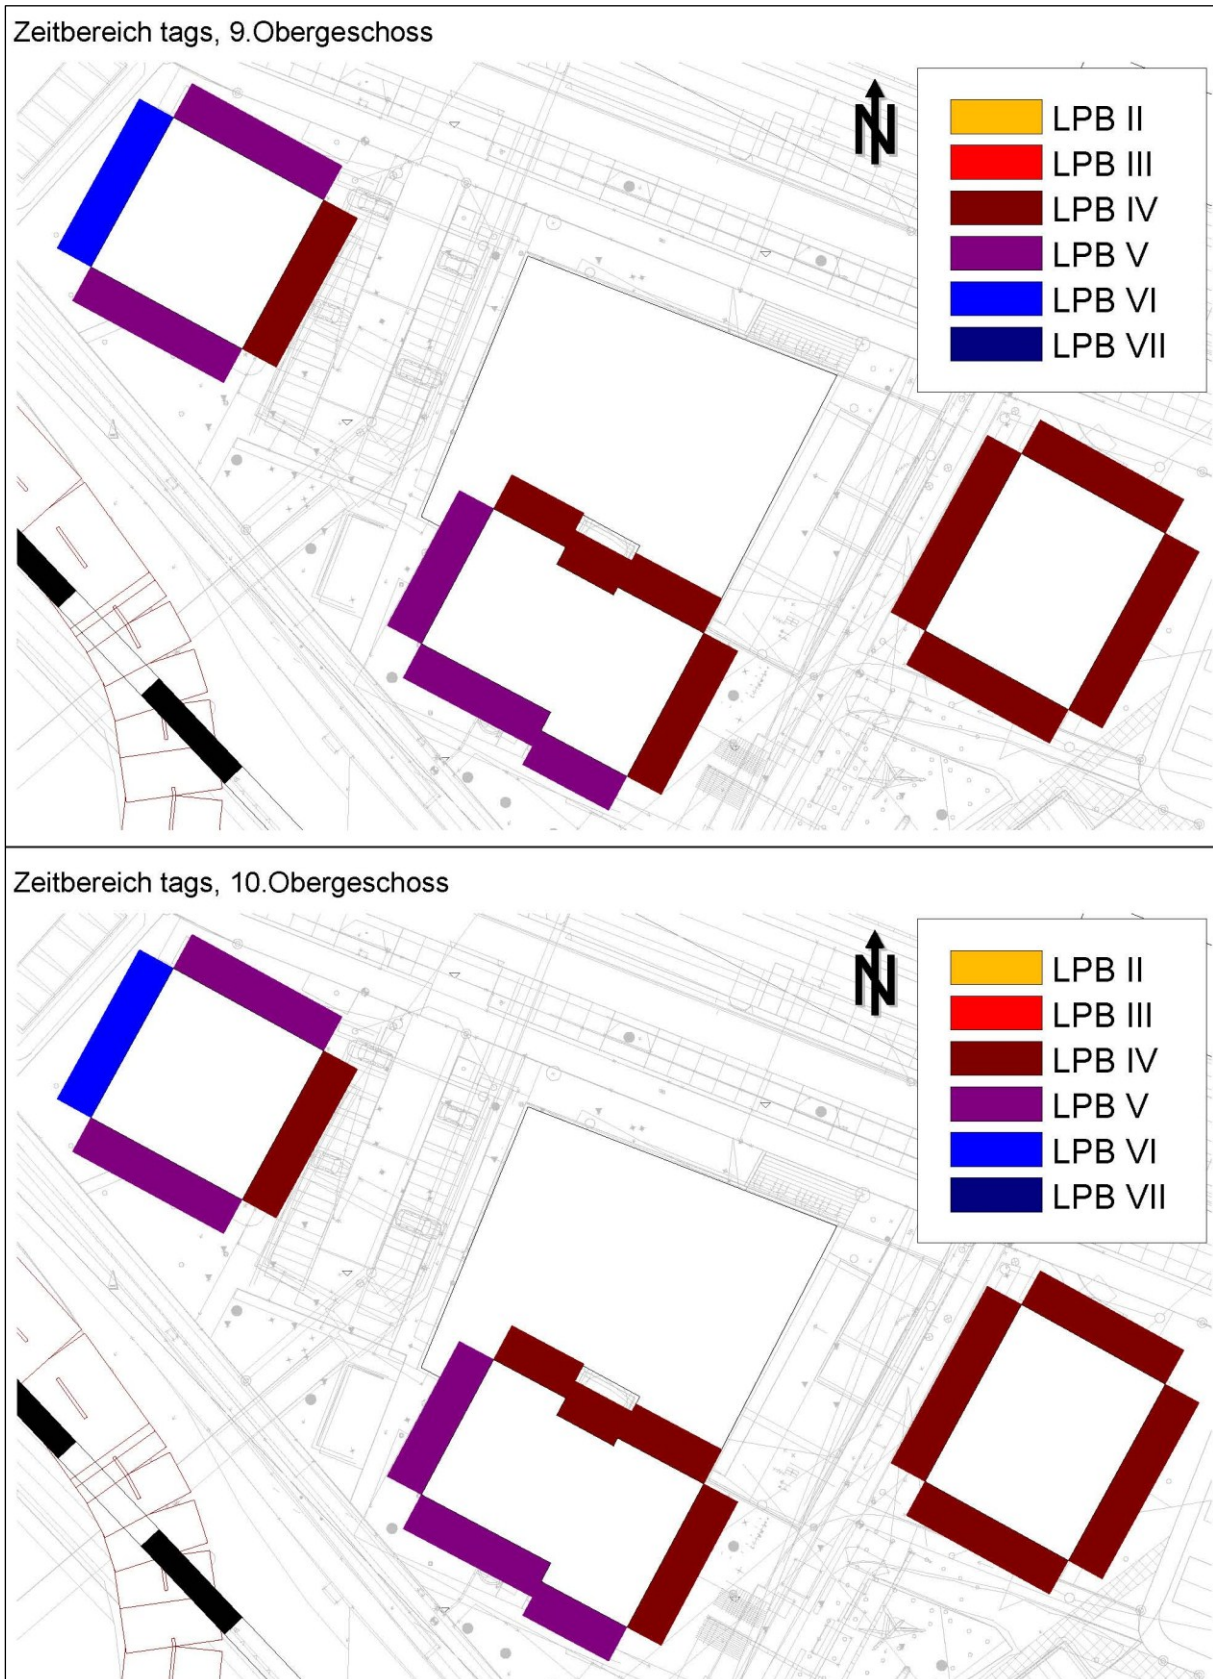 Zeitbereich tags, 9.Obergeschoss
N
LPB II
LPB III
LPB IV
LPB V
LPB VI
LPB VII
Zeitbereich tags, 10.Obergeschoss
N
LPB II
LPB III
LPB IV
LPB V
LPB VI
LPB VII